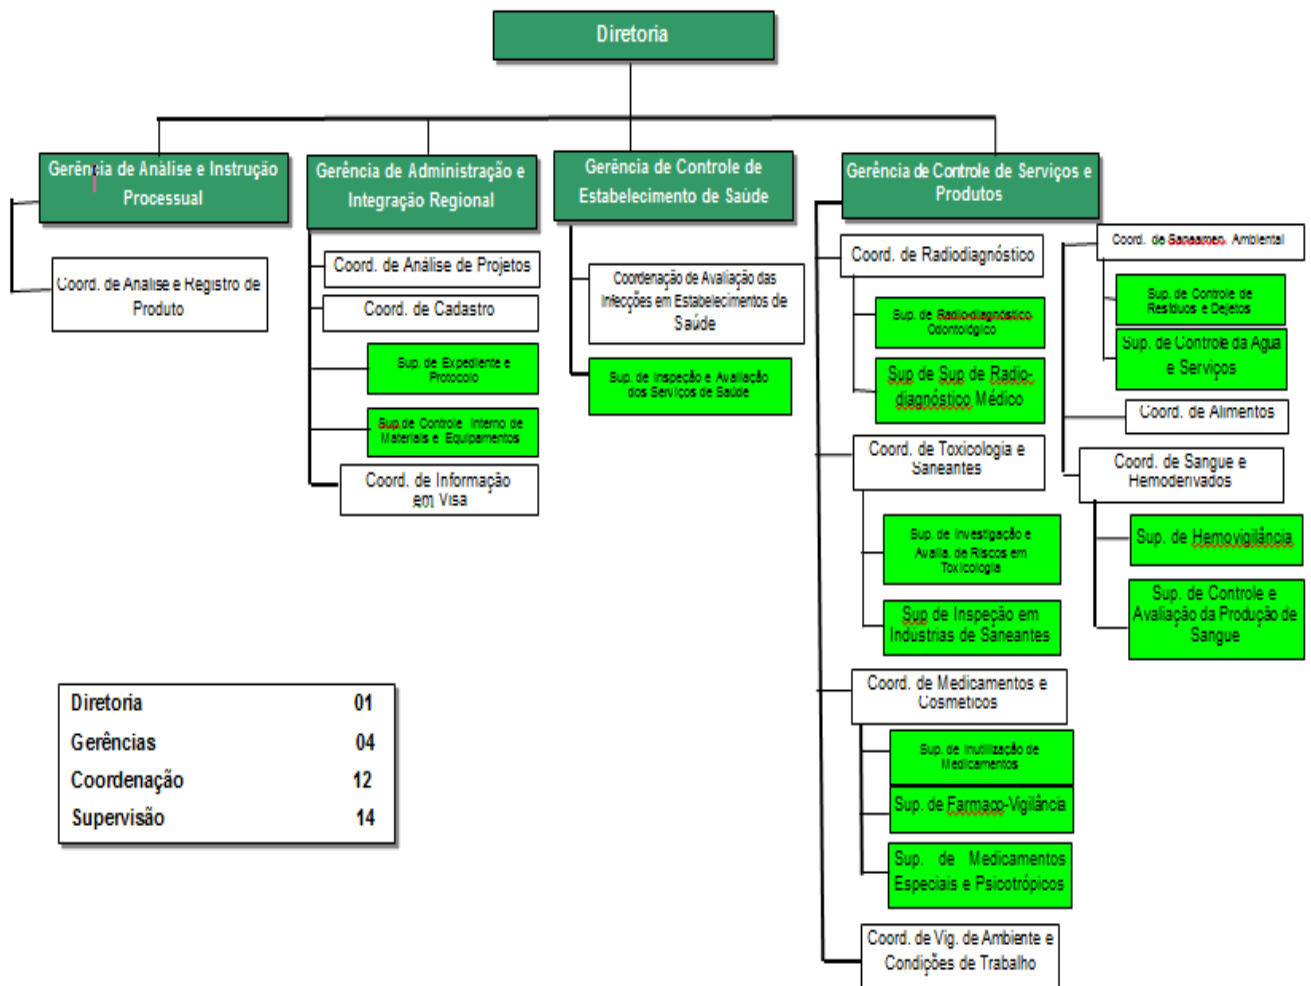 Diretoria
Gerência de Análise e Instrução
Processual
Coord. de Análise e Registro de
Produto
Gerência de Administração e
Integração Regional
Coord. de Análise de Projetos
Coord. de Cadastro
Sup. de Expediente e
Protocolo
Sup.de Controle Interno de
Materiais e Equipamentos
Coord. de Informação
em Visa
Gerência de Controle de
Estabelecimento de Saúde
Coordenação de Avaliação das
Infecções em Estabelecimentos de
Saúde
Sup. de Inspeção e Avaliação
dos Serviços de Saúde
Gerência de Controle de Serviços e
Produtos
Coord. de Radiodiagnóstico
Sup. de Radio-diagnóstico
Odontológico
Sup de Sup de Radio-
diagnóstico Médico
Coord. de Toxicologia e
Saneantes
Sup. de Investigação e
Avalia. de Riscos em
Toxicologia
Sup de Inspeção em
Indústrias de Saneantes
Coord. de Medicamentos e
Cosméticos
Sup. de Inutilização de
Medicamentos
Sup. de Farmaco-Vigilância
Sup. de Medicamentos
Especiais e Psicotrópicos
Coord. de Vig. de Ambiente e
Condições de Trabalho
Coord. de Saneamen. Ambiental
Sup. de Controle de
Resíduos e Dejetos
Sup. de Controle da Água
e Serviços
Coord. de Alimentos
Coord. de Sangue e
Hemoderivados
Sup. de Hemovigilância
Sup. de Controle e
Avaliação da Produção de
Sangue
Diretoria 01
Gerências 04
Coordenação 12
Supervisão 14